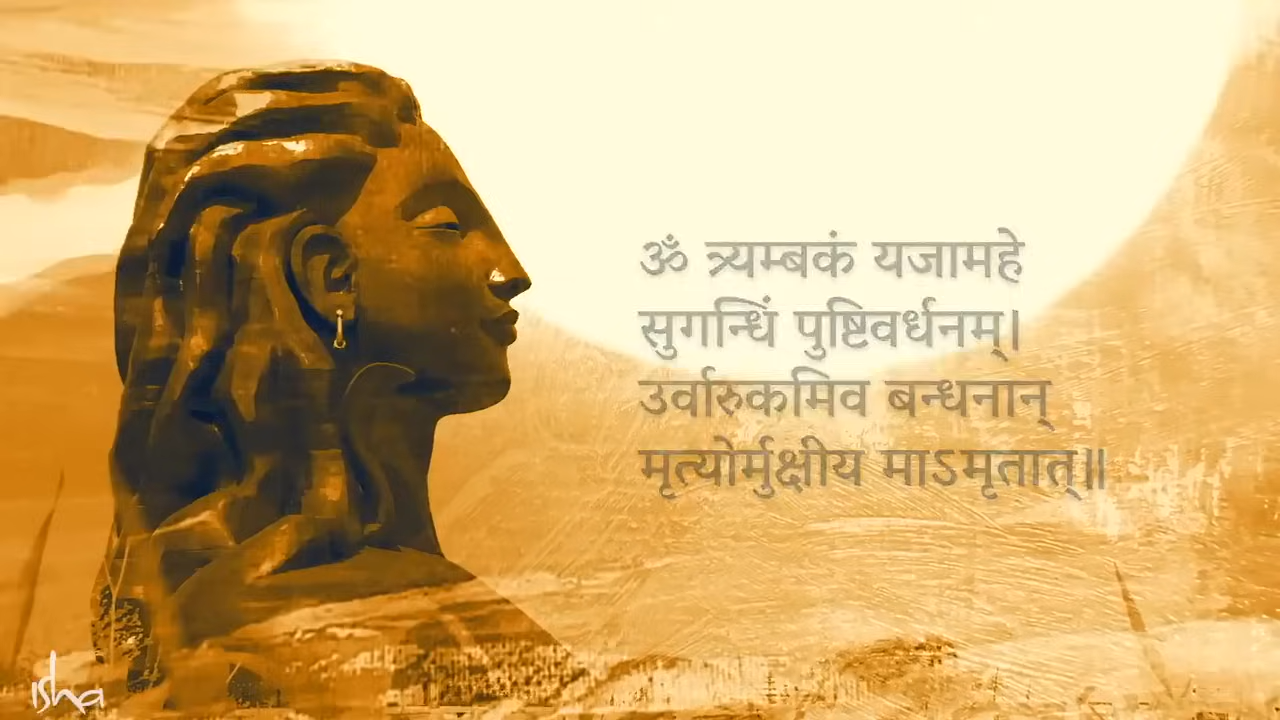 ॐ त्र्यम्बकं यजामहे
सुगन्धिं पुष्टिवर्धनम्।
उर्वारुकमिव बन्धनान्
मृत्योर्मुक्षीय माऽमृतात्॥
isha